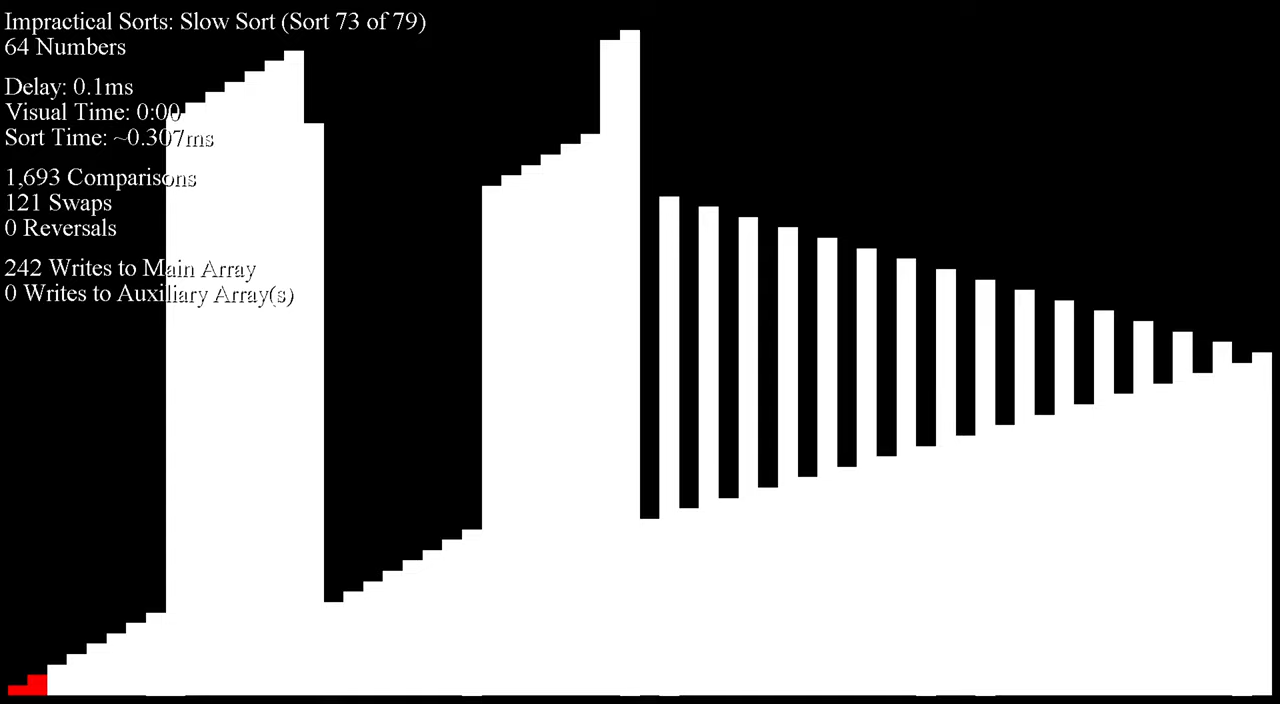 Impractical Sorts: Slow Sort (Sort 73 of 79)
64 Numbers
Delay: 0.1ms
Visual Time: 0:00
Sort Time: ~0.307ms
1,693 Comparisons
121 Swaps
0 Reversals
242 Writes to Main Array
0 Writes to Auxiliary Array(s)